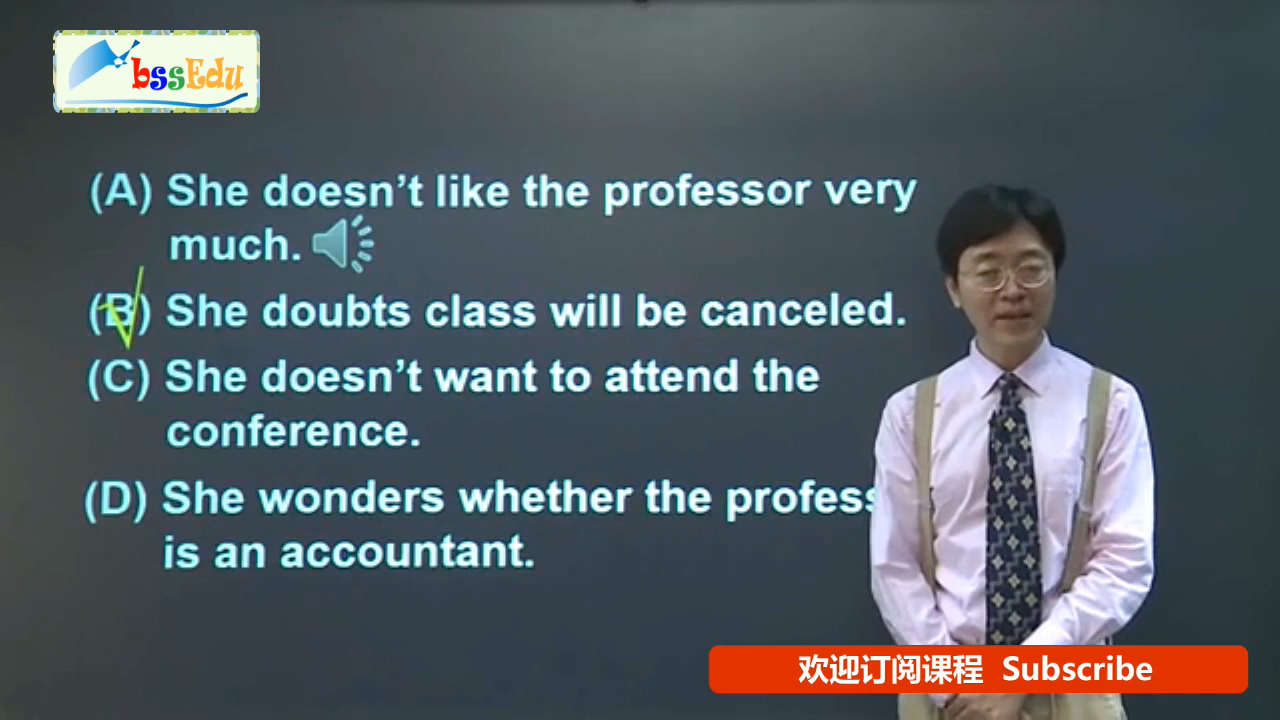 bssEdu
(A) She doesn't like the professor very
much.
(B) She doubts class will be canceled.
(C) She doesn't want to attend the
conference.
(D) She wonders whether the profess
is an accountant.
欢迎订阅课程 Subscribe